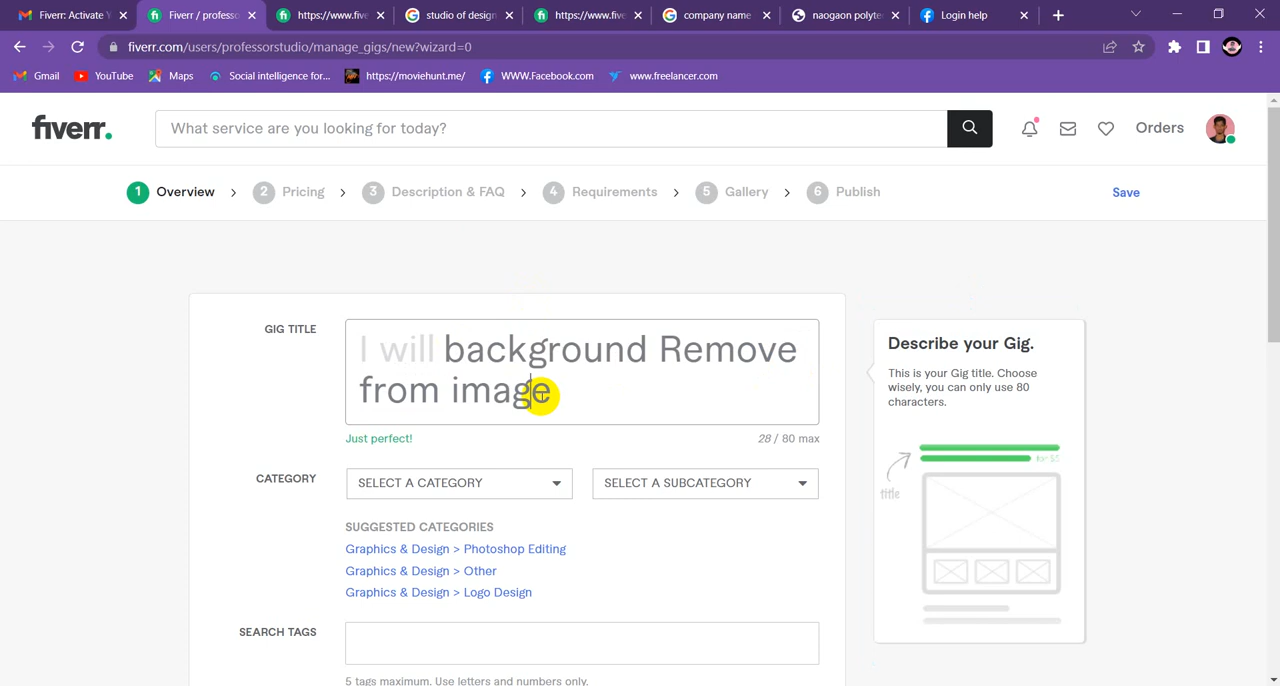 Fiverr: Activate Y
Fiverr / professo
https://www.five
studio of design
https://www.five
company name
naogaon polyte
Login help
fiverr.com/users/professorstudio/manage_gigs/new?wizard=0
Gmail
YouTube
Maps
Social intelligence for...
https://moviehunt.me/
WWW.Facebook.com
www.freelancer.com
fiverr.
What service are you looking for today?
Orders
1 Overview
2 Pricing
3 Description & FAQ
4 Requirements
5 Gallery
6 Publish
Save
GIG TITLE
I will background Remove
from image
Just perfect!
28 / 80 max
Describe your Gig.
This is your Gig title. Choose
wisely, you can only use 80
characters.
title
CATEGORY
SELECT A CATEGORY
SELECT A SUBCATEGORY
SUGGESTED CATEGORIES
Graphics & Design > Photoshop Editing
Graphics & Design > Other
Graphics & Design > Logo Design
SEARCH TAGS
5 tags maximum. Use letters and numbers only.